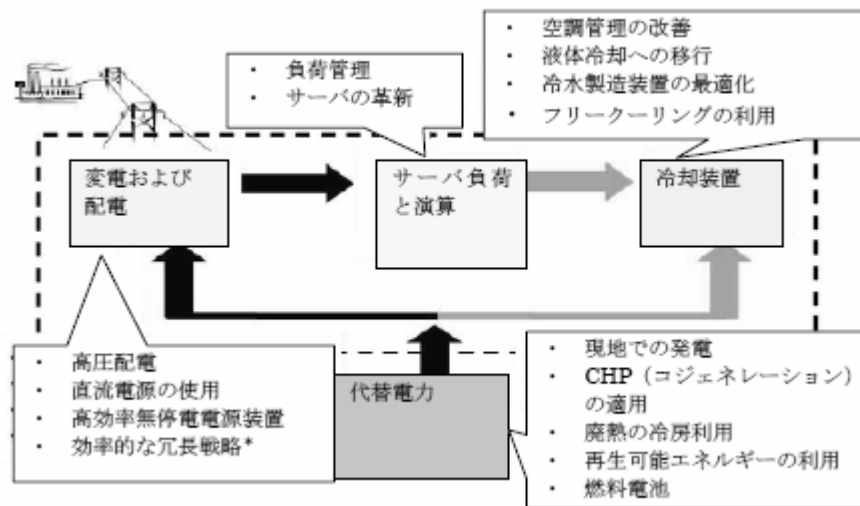 ・ 空調管理の改善
・ 液体冷却への移行
・ 冷水製造装置の最適化
・ フリークーリングの利用
・ 負荷管理
・ サーバの革新
変電および
配電
サーバ負荷
と演算
冷却装置
・ 高圧配電
・ 直流電源の使用
・ 高効率無停電電源装置
・ 効率的な冗長戦略*
代替電力
・ 現地での発電
・ CHP（コジェネレーション）
の適用
・ 廃熱の冷房利用
・ 再生可能エネルギーの利用
・ 燃料電池